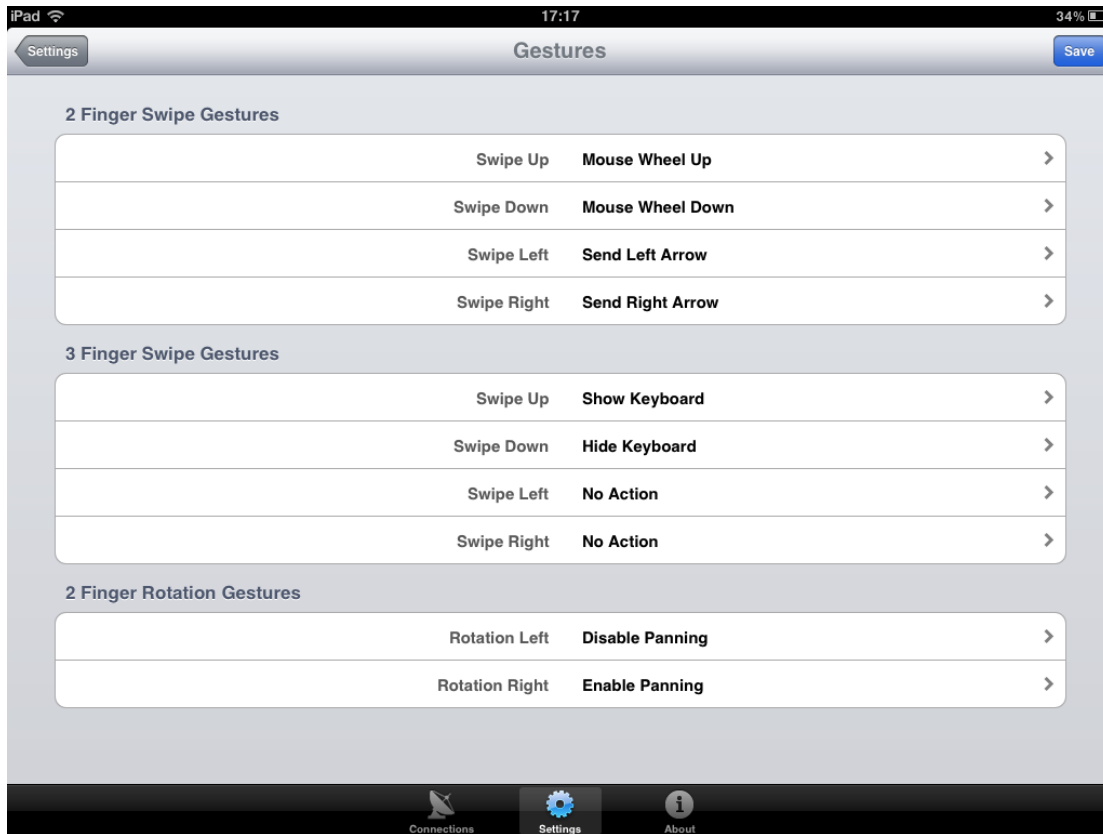 iPad 17:17 34%
Settings Gestures Save
2 Finger Swipe Gestures
Swipe Up Mouse Wheel Up
Swipe Down Mouse Wheel Down
Swipe Left Send Left Arrow
Swipe Right Send Right Arrow
3 Finger Swipe Gestures
Swipe Up Show Keyboard
Swipe Down Hide Keyboard
Swipe Left No Action
Swipe Right No Action
2 Finger Rotation Gestures
Rotation Left Disable Panning
Rotation Right Enable Panning
Connections Settings About